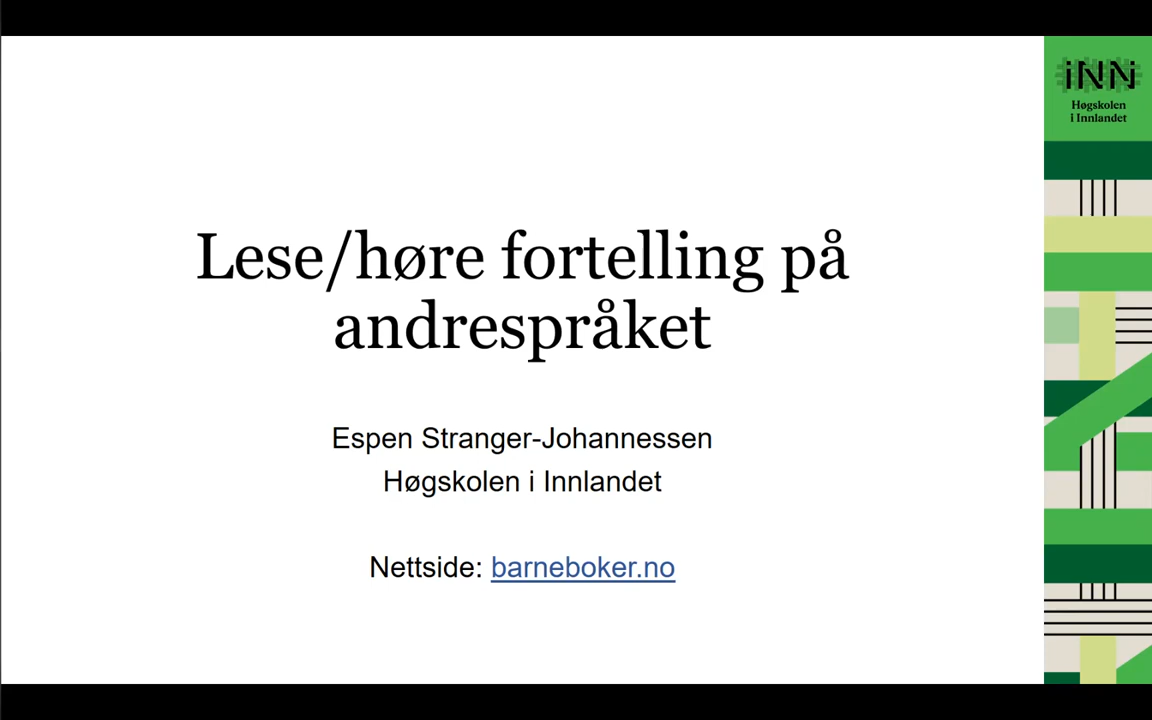 Lese/høre fortelling på
andrespråket
Espen Stranger-Johannessen
Høgskolen i Innlandet
Nettside: barneboker.no
iNN
Høgskolen
i Innlandet